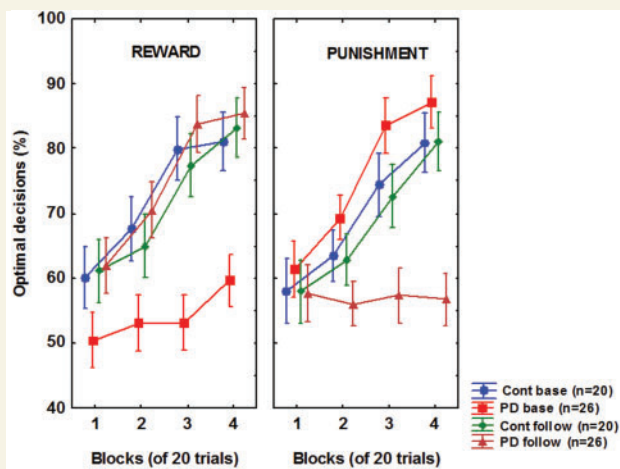 REWARD
PUNISHMENT
Optimal decisions (%)
100
90
80
70
60
50
40
1 2 3 4
1 2 3 4
Blocks (of 20 trials)
Blocks (of 20 trials)
Cont base (n=20)
PD base (n=26)
Cont follow (n=20)
PD follow (n=26)